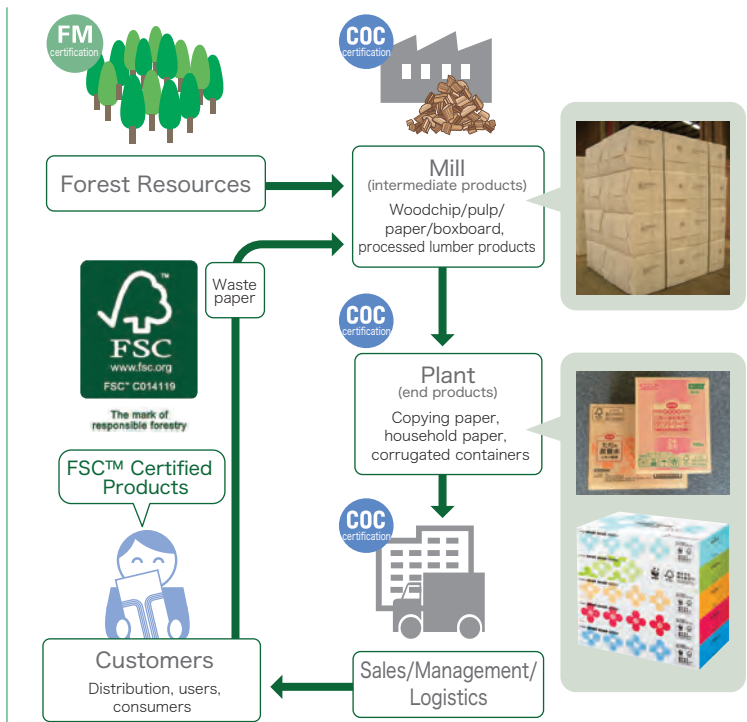 FM
certification
COC
certification
Forest Resources
Mill
(intermediate products)
Woodchip/pulp/
paper/boxboard,
processed lumber products
Waste
paper
FSC
www.fsc.org
FSC™ C014119
The mark of
responsible forestry
COC
certification
Plant
(end products)
Copying paper,
household paper,
corrugated containers
FSC™ Certified
Products
COC
certification
Customers
Distribution, users,
consumers
Sales/Management/
Logistics